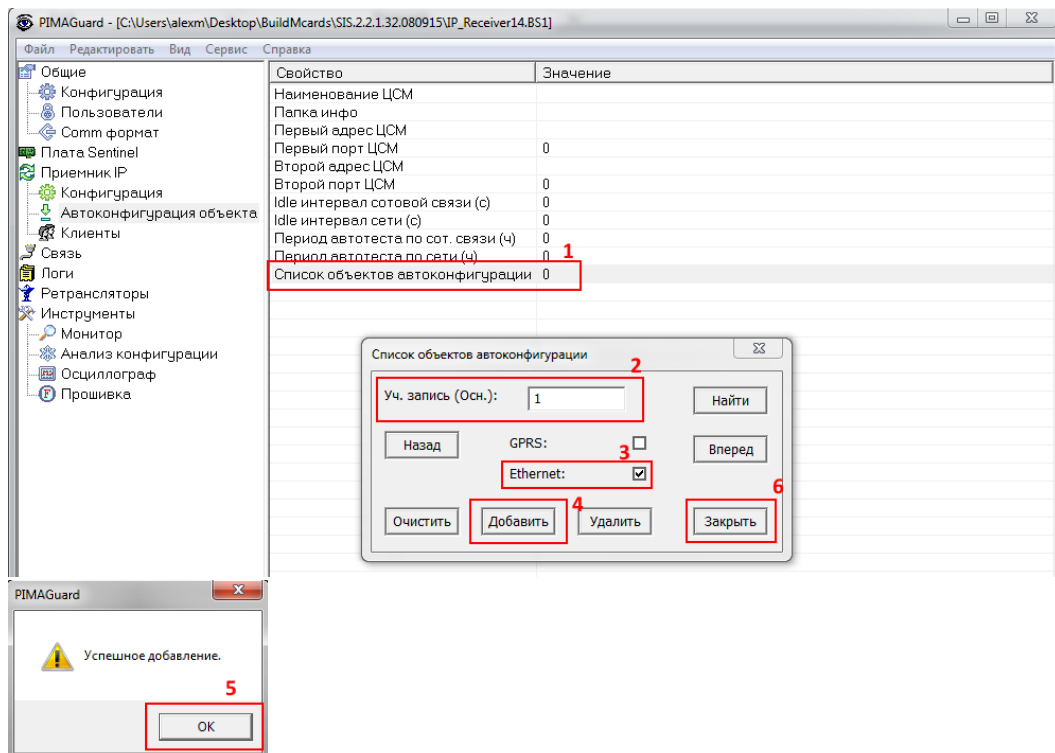 PIMAGuard - [C:\Users\alexm\Desktop\BuildMcards\SIS.2.2.1.32.080915\IP_Receiver14.BS1]
Файл Редактировать Вид Сервис Справка
Общие
Конфигурация
Пользователи
Comm формат
Плата Sentinel
Приемник IP
Конфигурация
Автоконфигурация объекта
Клиенты
Связь
Логи
Ретрансляторы
Инструменты
Монитор
Анализ конфигурации
Осциллограф
Прошивка
Свойство Значение
Наименование ЦСМ
Папка инфо
Первый адрес ЦСМ
Первый порт ЦСМ 0
Второй адрес ЦСМ
Второй порт ЦСМ 0
Idle интервал сотовой связи (с) 0
Idle интервал сети (с) 0
Период автотеста по сот. связи (ч) 0
Период автотеста по сети (ч) 0
1
Список объектов автоконфигурации 0
Список объектов автоконфигурации
2
Уч. запись (Осн.): 1 Найти
Назад GPRS: Вперед
3
Ethernet:
4
6
Очистить Добавить Удалить Закрыть
PIMAGuard
Успешное добавление.
5
OK